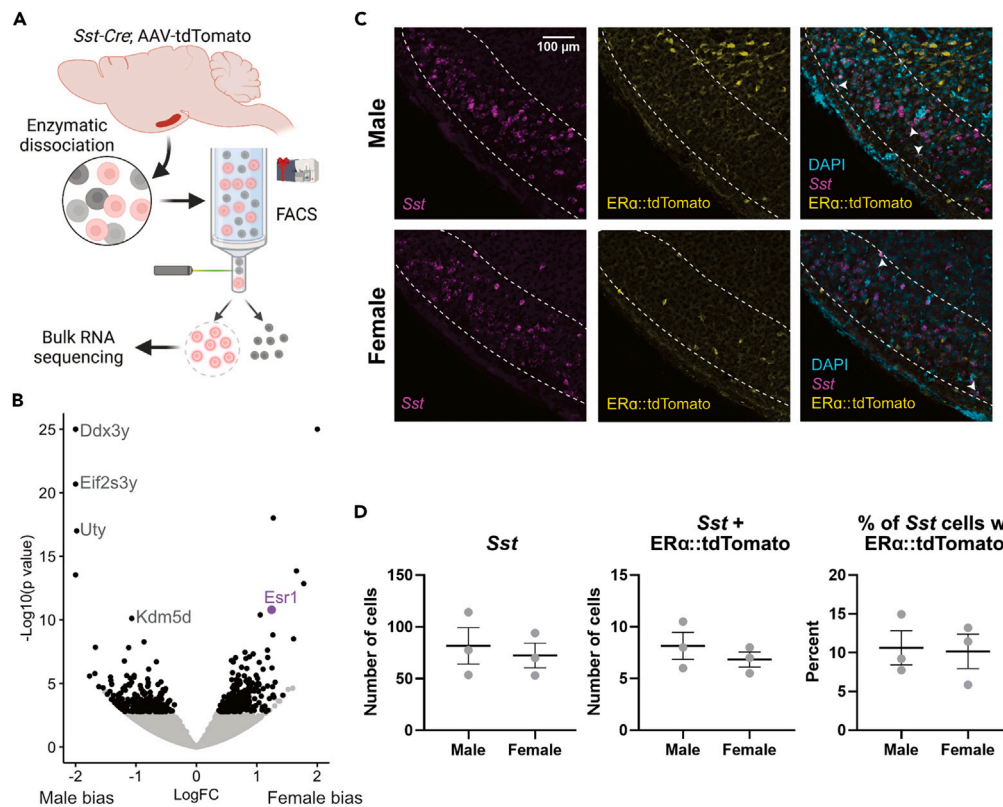 A
Sst-Cre; AAV-tdTomato
Enzymatic
dissociation
FACS
Bulk RNA
sequencing
B
25
20
15
10
5
0
-Log10(p value)
Ddx3y
Eif2s3y
Uty
Kdm5d
Esr1
-2
-1
0
1
2
Male bias
LogFC
Female bias
C
Male
100 µm
Sst
ERα::tdTomato
DAPI
Sst
ERα::tdTomato
Female
Sst
ERα::tdTomato
DAPI
Sst
ERα::tdTomato
D
Sst
Number of cells
150
100
50
0
Male
Female
Sst +
ERα::tdTomato
Number of cells
15
10
5
0
Male
Female
% of Sst cells w
ERα::tdTomato
Percent
20
15
10
5
0
Male
Female